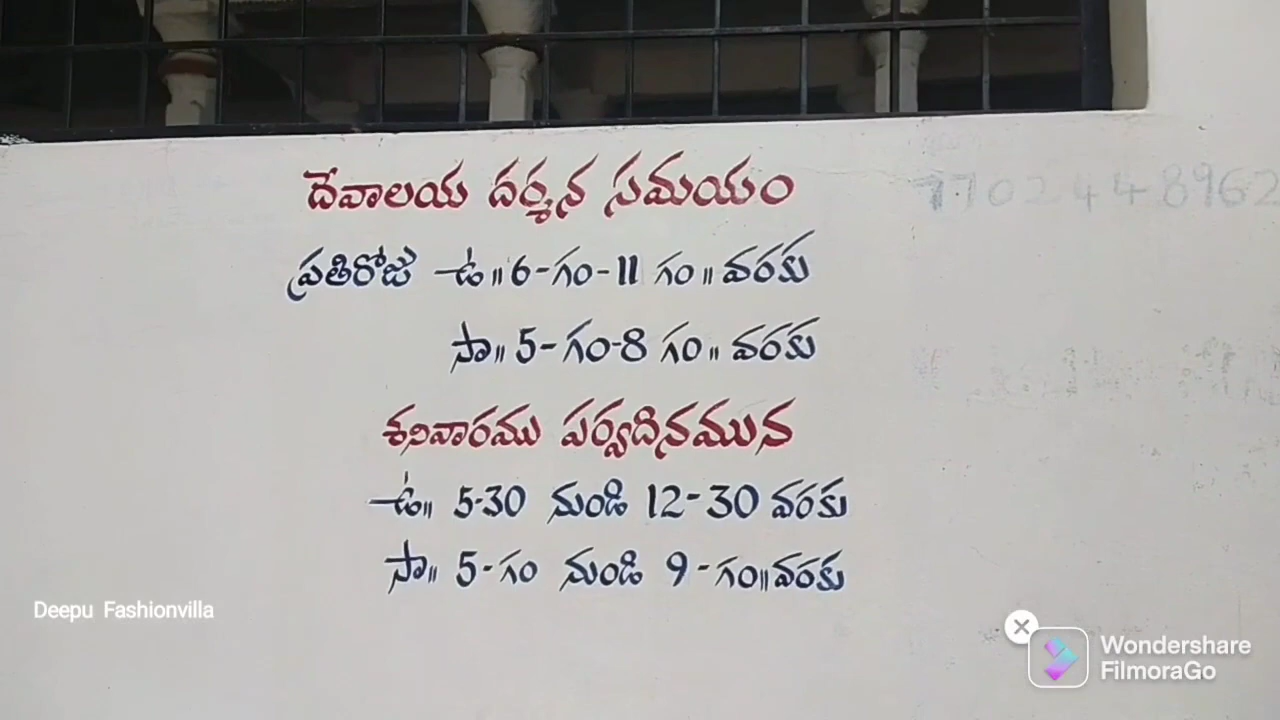 దేవాలయ దర్శన సమయం
7702448962
ప్రతిరోజు ఉ॥ 6-గం-11 గం॥ వరకు
సా॥ 5-గం-8 గం॥ వరకు
శనివారము పర్వదినమున
ఉ॥ 5-30 నుండి 12-30 వరకు
సా॥ 5-గం నుండి 9-గం॥వరకు
Deepu Fashionvilla
Wondershare
FilmoraGo